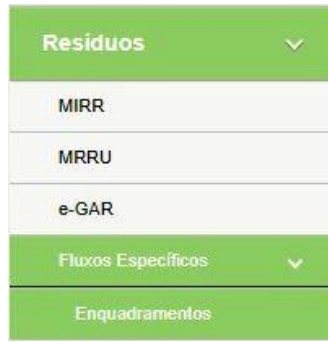 Resíduos
MIRR
MRRU
e-GAR
Fluxos Específicos
Enquadramentos